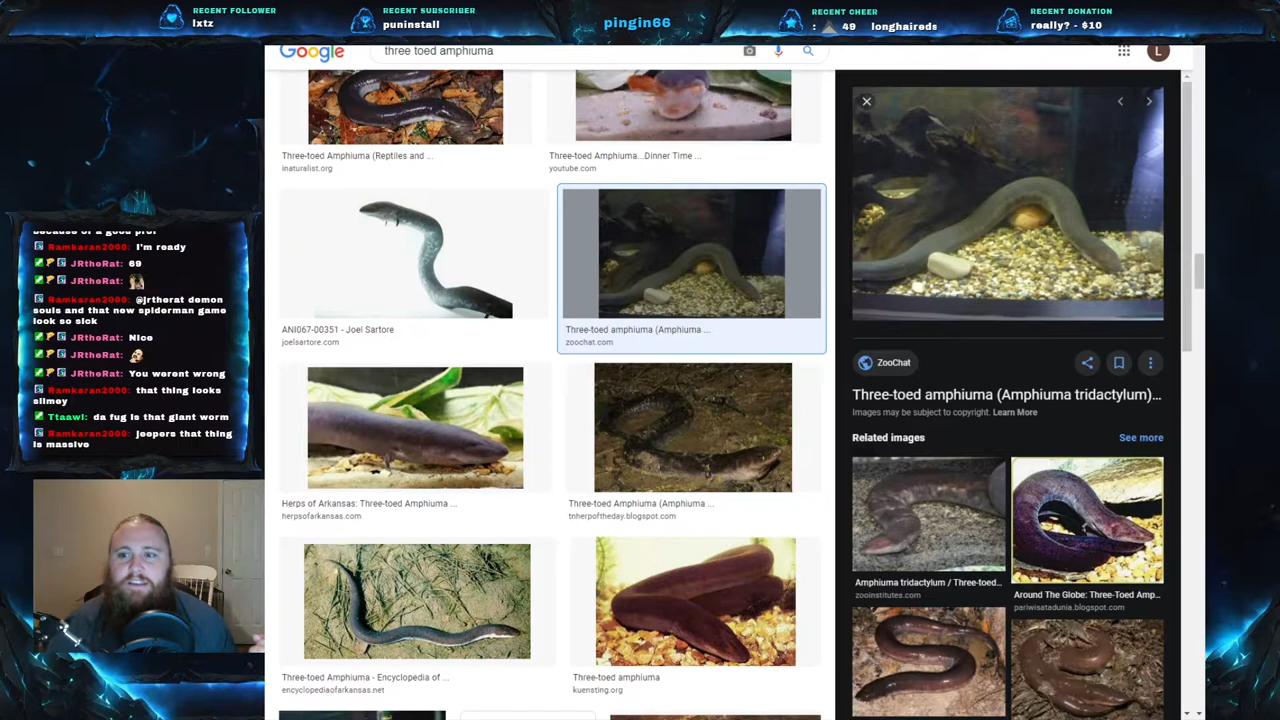 RECENT FOLLOWER
lxtz
RECENT SUBSCRIBER
puninstall
pingin66
RECENT CHEER
: 49 longhaireds
RECENT DONATION
really? - $10
Google
three toed amphiuma
L
Three-toed Amphiuma (Reptiles and ...
inaturalist.org
Three-toed Amphiuma...Dinner Time ...
youtube.com
ANI067-00351 - Joel Sartore
joelsartore.com
Three-toed amphiuma (Amphiuma ...
zoochat.com
Herps of Arkansas: Three-toed Amphiuma ...
herpsofarkansas.com
Three-toed Amphiuma (Amphiuma ...
tnherpoftheday.blogspot.com
Three-toed Amphiuma - Encyclopedia of ...
encyclopediaofarkansas.net
Three-toed amphiuma
kuensting.org
ZooChat
Three-toed amphiuma (Amphiuma tridactylum)...
Images may be subject to copyright. Learn More
Related images
See more
Amphiuma tridactylum / Three-toed...
zooinstitutes.com
Around The Globe: Three-Toed Amp...
pariwisatadunia.blogspot.com
Ramkaran2000: I'm ready
JRtheRat: 69
JRtheRat:
Ramkaran2000: @jrtherat demon
souls and that new spiderman game
look so sick
JRtheRat: Nice
JRtheRat:
JRtheRat: You werent wrong
Ramkaran2000: that thing looks
slimey
Ttaawl: da fug is that giant worm
Ramkaran2000: jeepers that thing
is massive